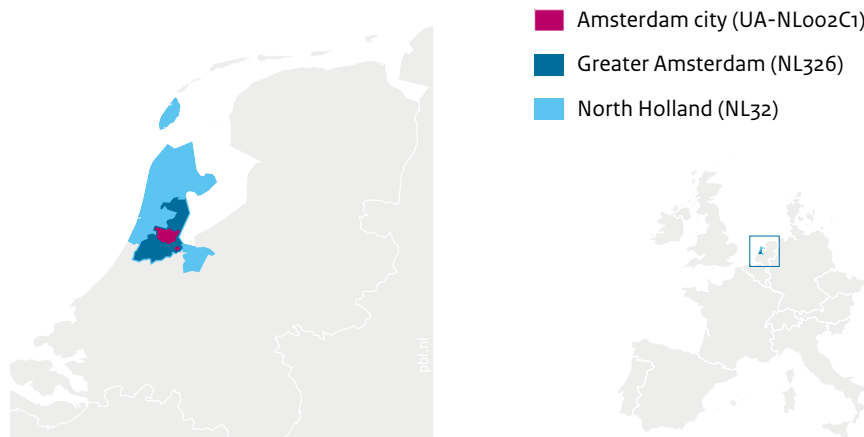 Amsterdam city (UA-NL002C1)
Greater Amsterdam (NL326)
North Holland (NL32)
pbl.nl